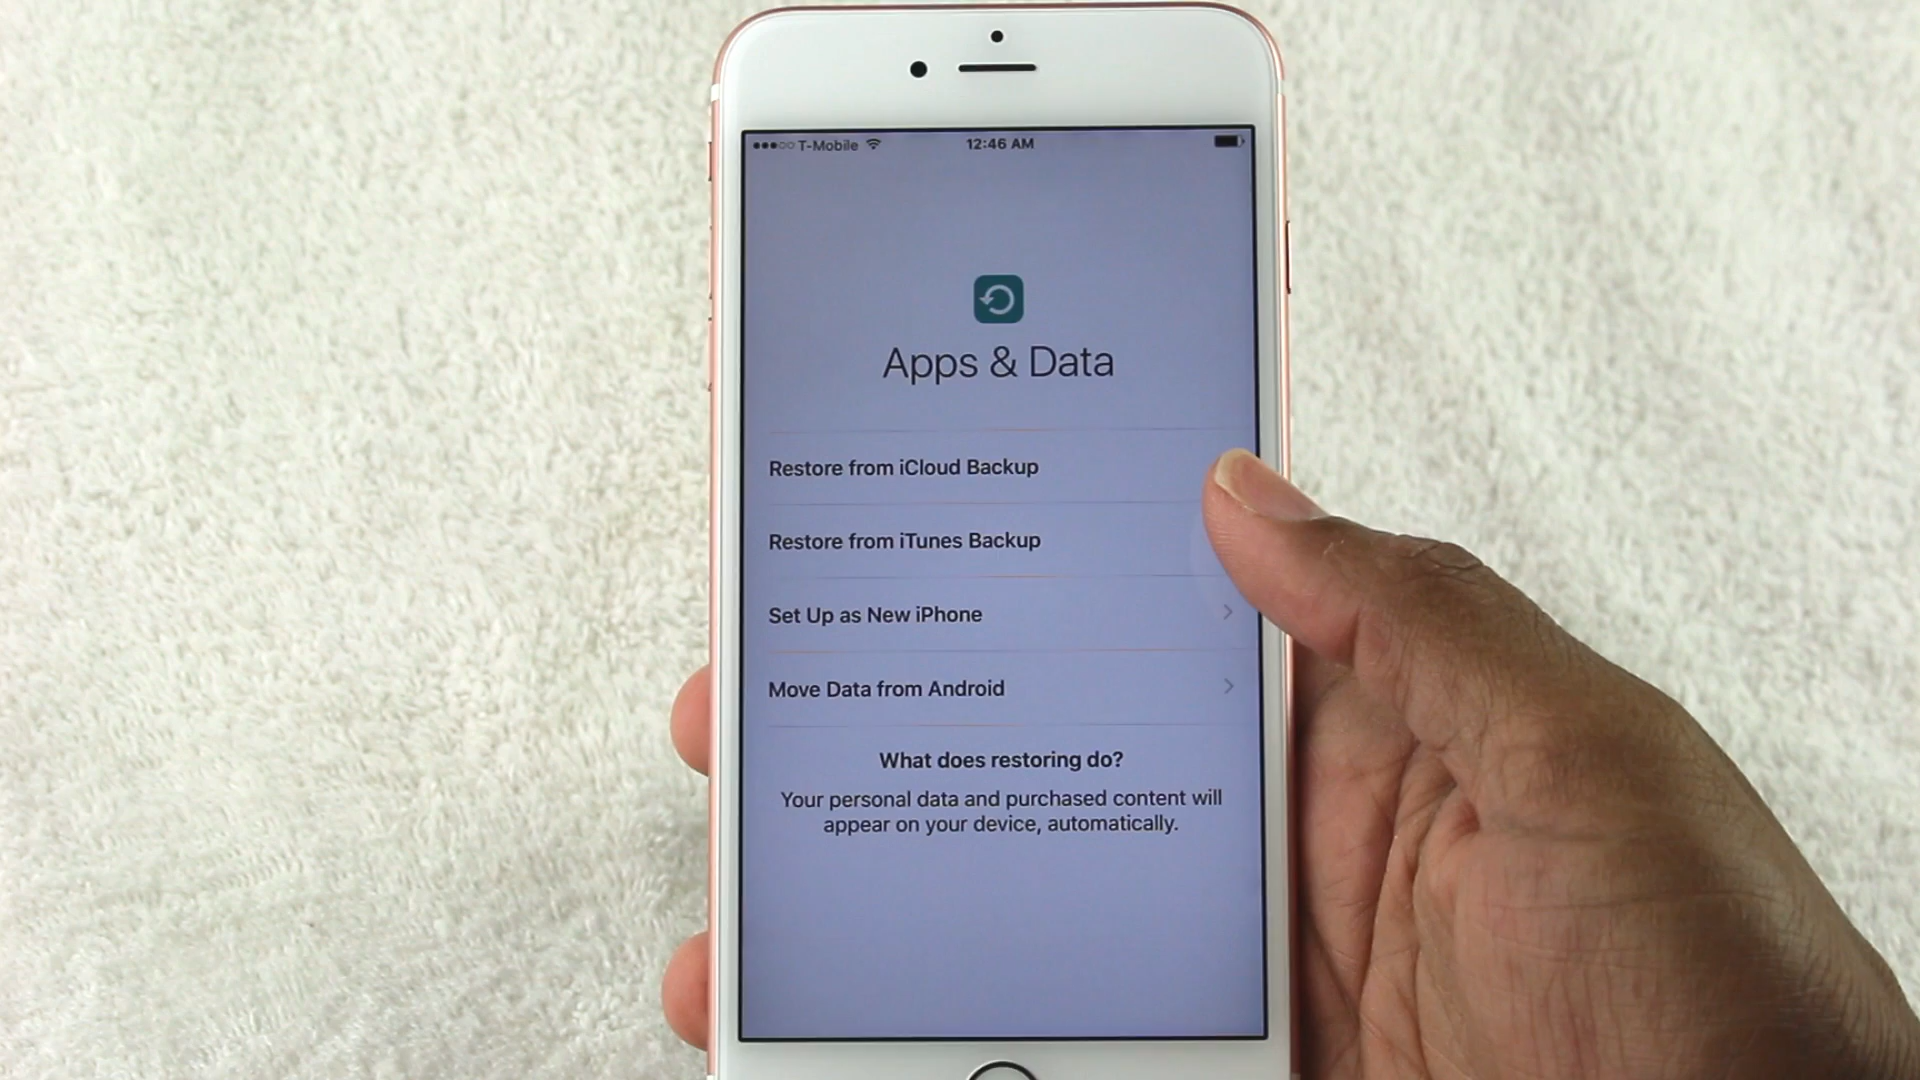 T-Mobile 12:46 AM
Apps & Data
Restore from iCloud Backup
Restore from iTunes Backup
Set Up as New iPhone
Move Data from Android
What does restoring do?
Your personal data and purchased content will
appear on your device, automatically.